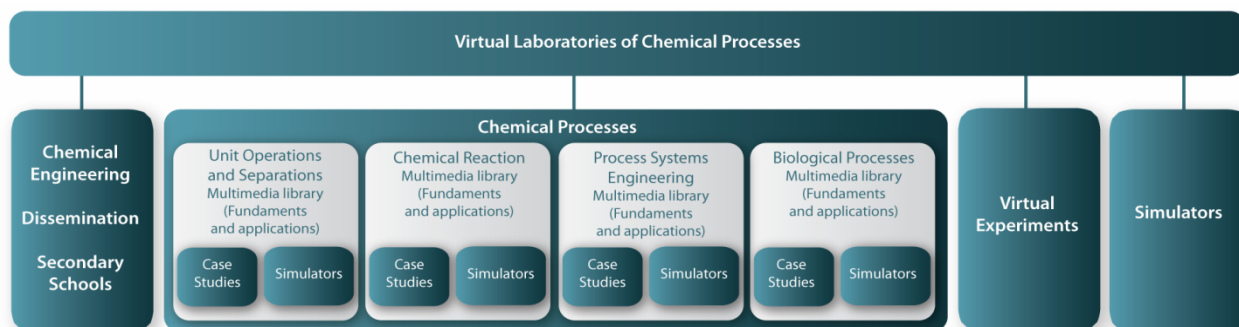 Virtual Laboratories of Chemical Processes
Chemical
Engineering
Dissemination
Secondary
Schools
Chemical Processes
Unit Operations
and Separations
Multimedia library
(Fundaments
and applications)
Case
Studies
Simulators
Chemical Reaction
Multimedia library
(Fundaments
and applications)
Case
Studies
Simulators
Process Systems
Engineering
Multimedia library
(Fundaments
and applications)
Case
Studies
Simulators
Biological Processes
Multimedia library
(Fundaments
and applications)
Case
Studies
Simulators
Virtual
Experiments
Simulators